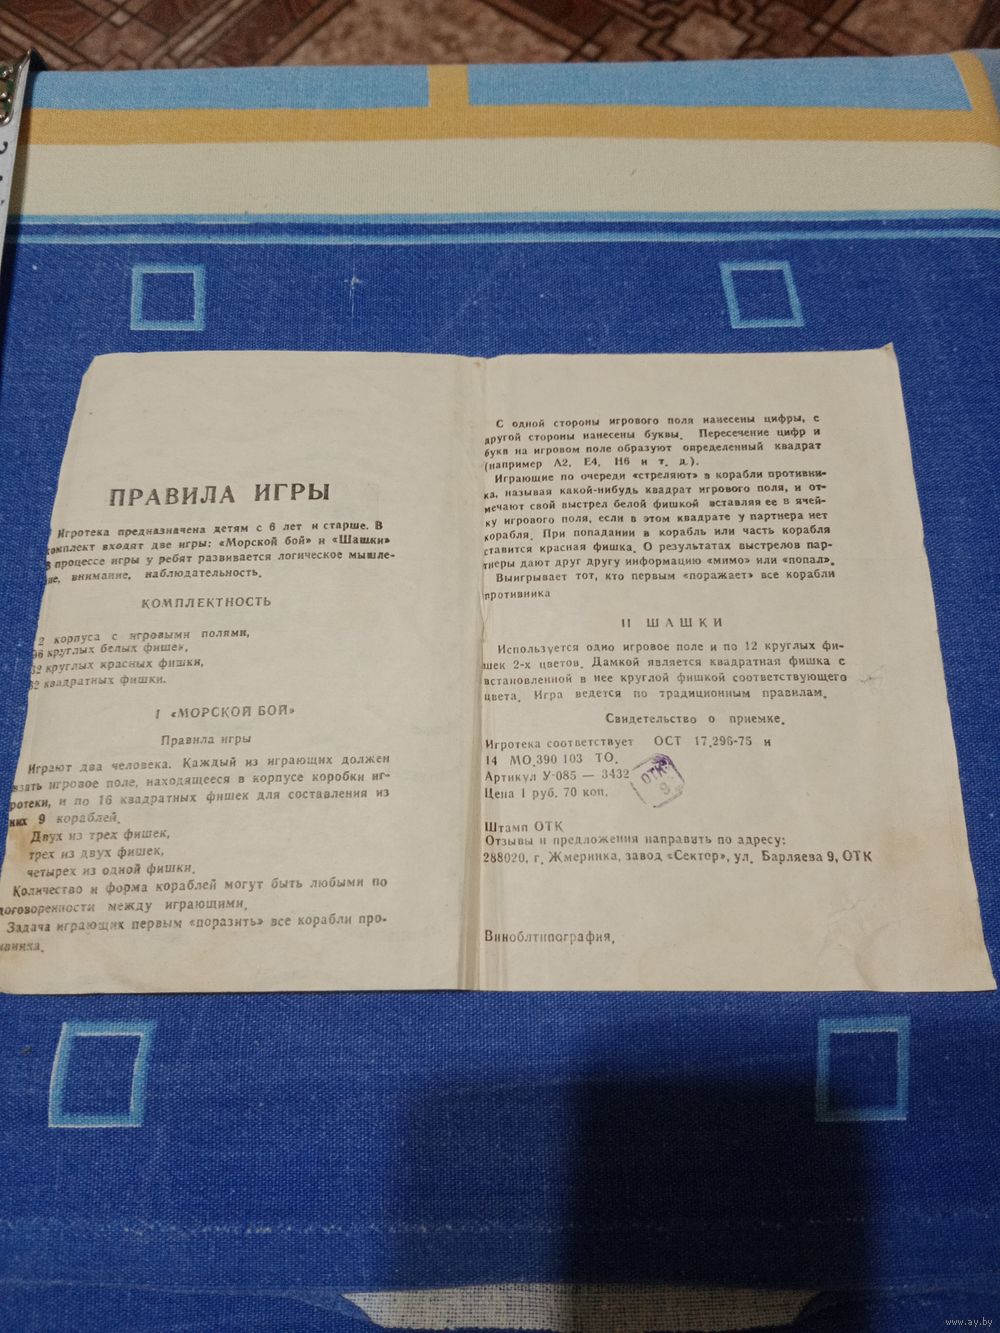 ПРАВИЛА ИГРЫ
Игротека предназначена детям с 6 лет и старше. В
комплект входят две игры: «Морской бой» и «Шашки»
В процессе игры у ребят развивается логическое мышле-
ние, внимание, наблюдательность.
КОМПЛЕКТНОСТЬ
2 корпуса с игровыми полями,
96 круглых белых фишек,
32 круглых красных фишки,
32 квадратных фишки.
I «МОРСКОЙ БОЙ»
Правила игры
Играют два человека. Каждый из играющих должен
взять игровое поле, находящееся в корпусе коробки иг-
ротеки, и по 16 квадратных фишек для составления из
них 9 кораблей.
Двух из трех фишек,
трех из двух фишек,
четырех из одной фишки.
Количество и форма кораблей могут быть любыми по
договоренности между играющими.
Задача играющих первым «поразить» все корабли про-
тивника.
С одной стороны игрового поля нанесены цифры, с
другой стороны нанесены буквы. Пересечение цифр и
букв на игровом поле образуют определенный квадрат
(например А2, Е4, Н6 и т. д.).
Играющие по очереди «стреляют» в корабли противни-
ка, называя какой-нибудь квадрат игрового поля, и от-
мечают свой выстрел белой фишкой вставляя ее в ячей-
ку игрового поля, если в этом квадрате у партнера нет
корабля. При попадании в корабль или часть корабля
ставится красная фишка. О результатах выстрелов пар-
тнеры дают друг другу информацию «мимо» или «попал».
Выигрывает тот, кто первым «поражает» все корабли
противника
II ШАШКИ
Используется одно игровое поле и по 12 круглых фи-
шек 2-х цветов. Дамкой является квадратная фишка с
встановленной в нее круглой фишкой соответствующего
цвета. Игра ведется по традиционным правилам.
Свидетельство о приемке.
Игротека соответствует ОСТ 17.296-75 и
14 МО.390 103 ТО.
Артикул У-085 — 3432
Цена 1 руб. 70 коп.
ОТК
9
Штамп ОТК
Отзывы и предложения направить по адресу:
288020, г. Жмеринка, завод «Сектор», ул. Барляева 9, ОТК
Виноблтипография.
www.ay.by